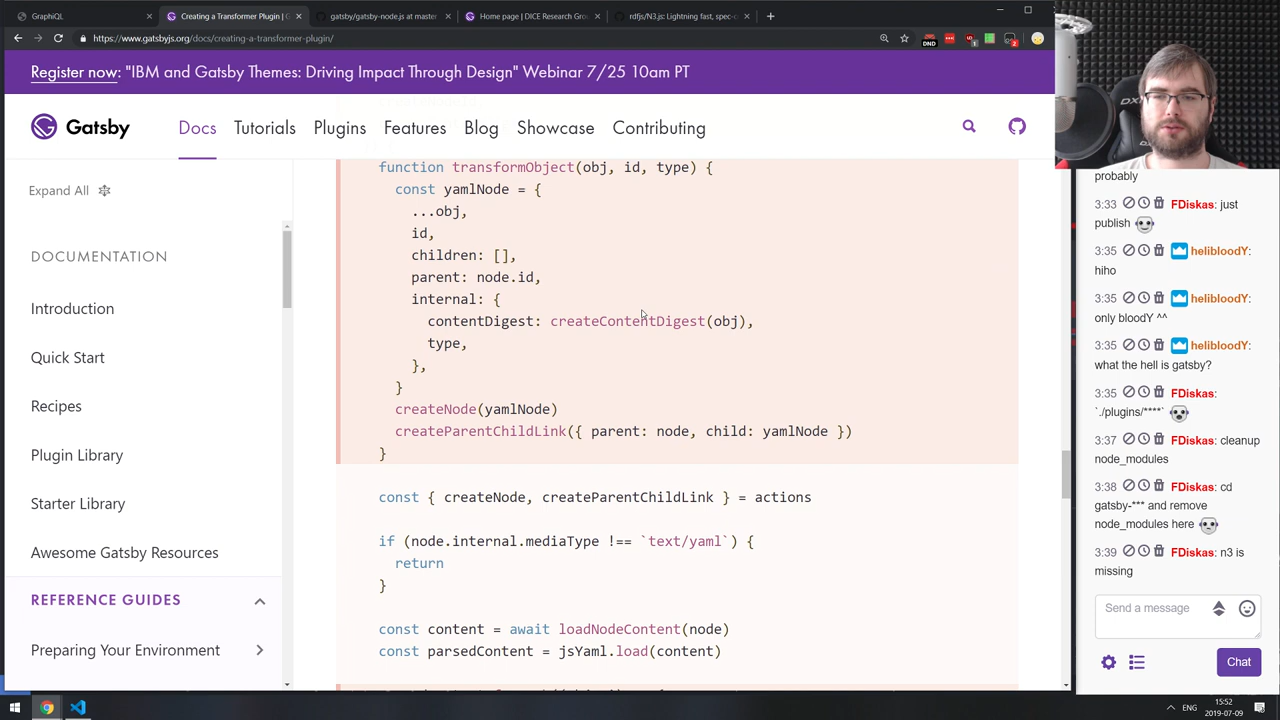 GraphiQL
Creating a Transformer Plugin | G
gatsby/gatsby-node.js at master
Home page | DICE Research Grou
rdfjs/N3.js: Lightning fast, spec-c
https://www.gatsbyjs.org/docs/creating-a-transformer-plugin/
DND
Register now: "IBM and Gatsby Themes: Driving Impact Through Design" Webinar 7/25 10am PT
Gatsby
Docs
Tutorials
Plugins
Features
Blog
Showcase
Contributing
Expand All
DOCUMENTATION
Introduction
Quick Start
Recipes
Plugin Library
Starter Library
Awesome Gatsby Resources
REFERENCE GUIDES
Preparing Your Environment
function transformObject(obj, id, type) {
const yamlNode = {
...obj,
id,
children: [],
parent: node.id,
internal: {
contentDigest: createContentDigest(obj),
type,
},
}
createNode(yamlNode)
createParentChildLink({ parent: node, child: yamlNode })
}
const { createNode, createParentChildLink } = actions
if (node.internal.mediaType !== `text/yaml`) {
return
}
const content = await loadNodeContent(node)
const parsedContent = jsYaml.load(content)
probably
3:33 FDiskas: just
publish
3:35 helibloodY:
hiho
3:35 helibloodY:
only bloodY ^^
3:35 helibloodY:
what the hell is gatsby?
3:35 FDiskas:
`./plugins/****`
3:37 FDiskas: cleanup
node_modules
3:38 FDiskas: cd
gatsby-*** and remove
node_modules here
3:39 FDiskas: n3 is
missing
Send a message
Chat
ENG
15:52
2019-07-09